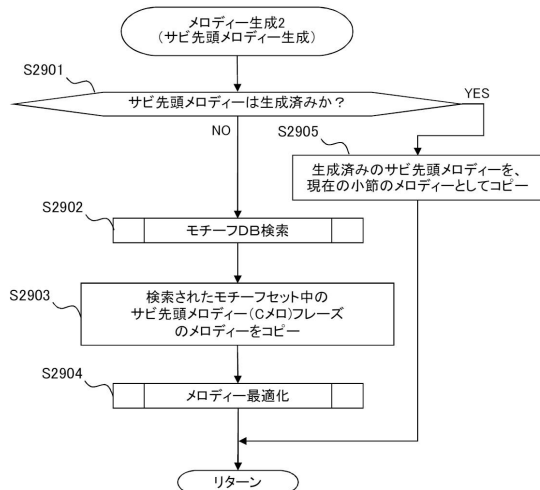 メロディー生成2
(サビ先頭メロディー生成)
S2901
サビ先頭メロディーは生成済みか?
YES
NO
S2905
生成済みのサビ先頭メロディーを、
現在の小節のメロディーとしてコピー
S2902
モチーフDB検索
S2903
検索されたモチーフセット中の
サビ先頭メロディー(Cメロ)フレーズ
のメロディーをコピー
S2904
メロディー最適化
リターン